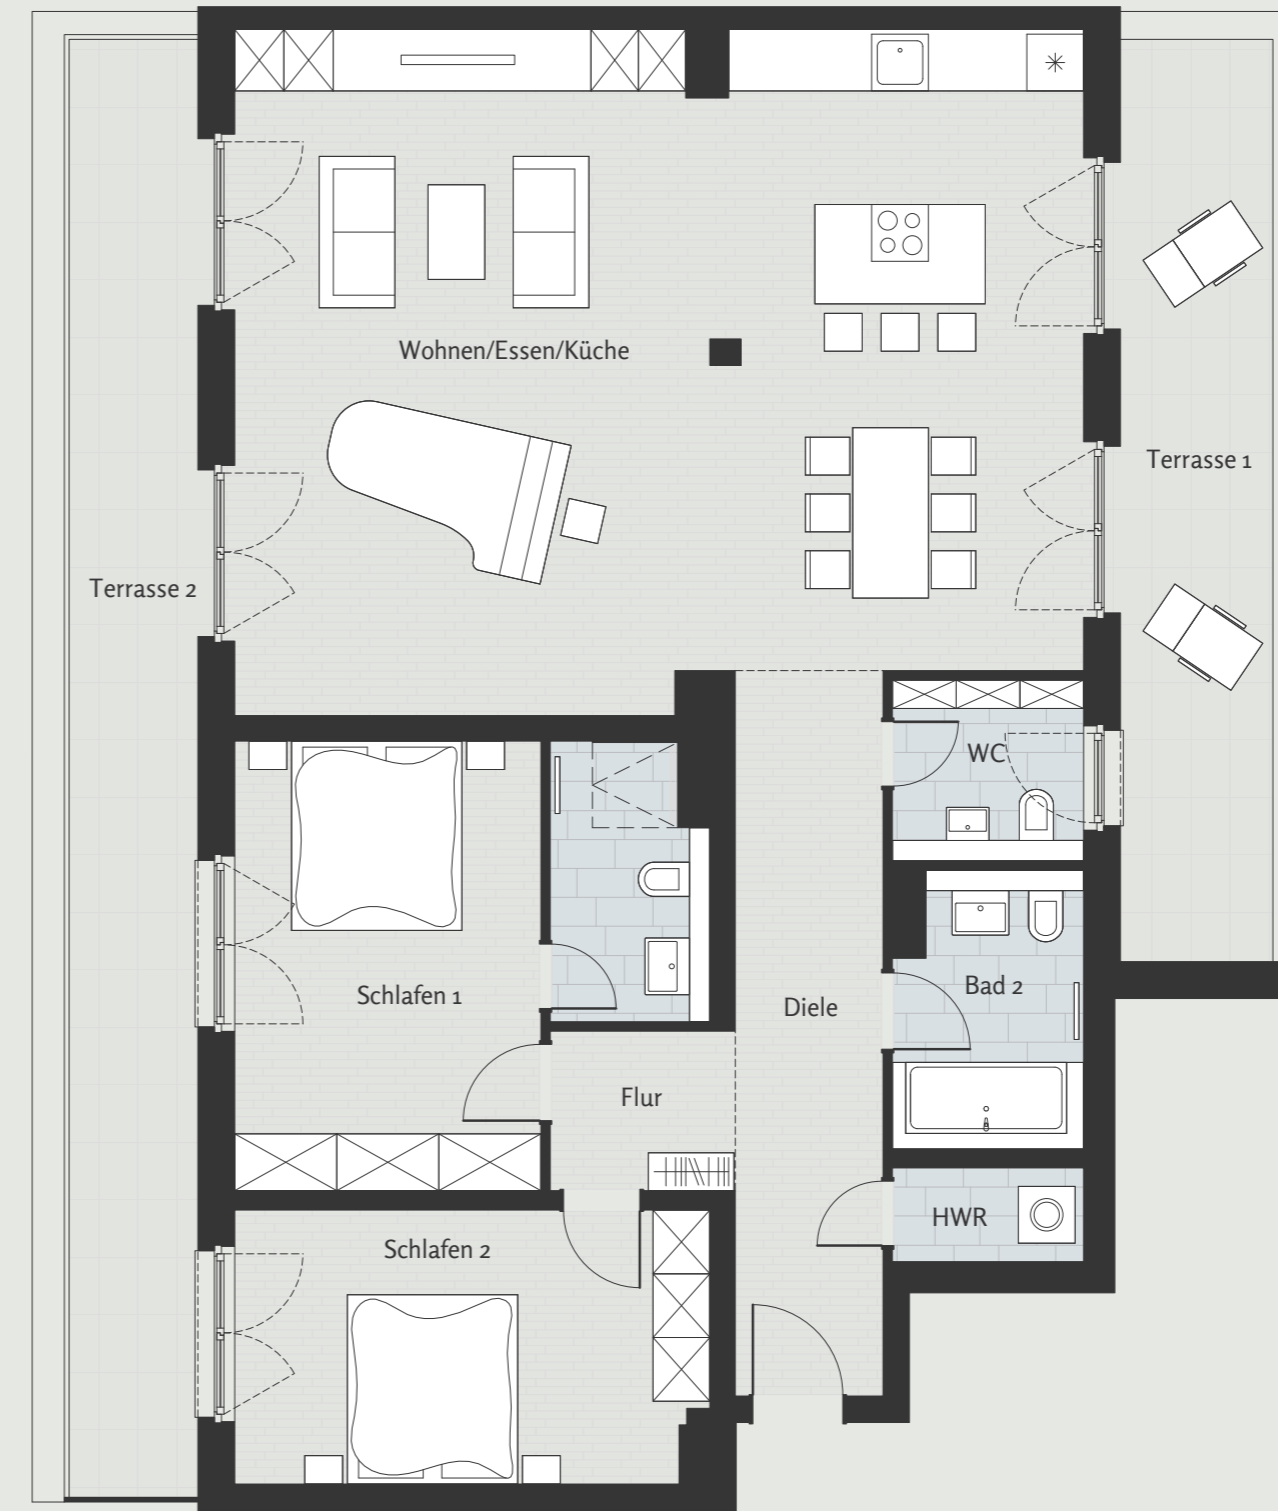 Wohnen/Essen/Küche
Terrasse 1
Terrasse 2
WC
Bad 2
Schlafen 1
Diele
Flur
HWR
Schlafen 2